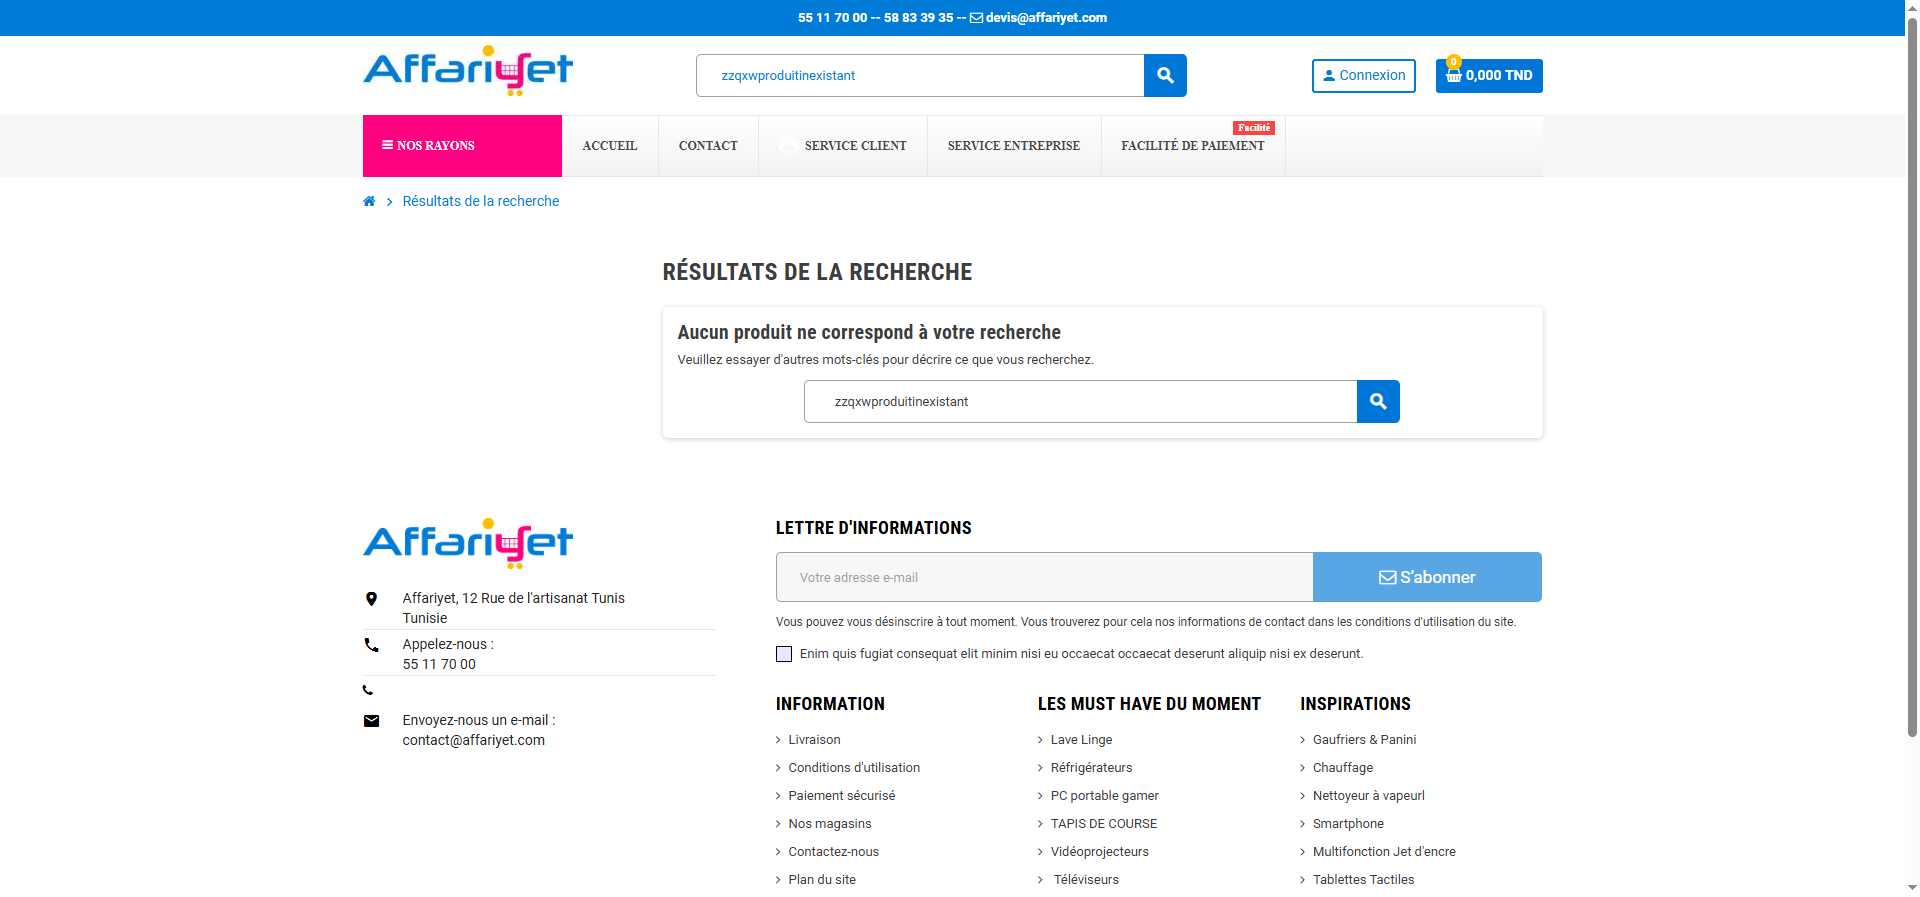 55 11 70 00 -- 58 83 39 35 -- devis@affariyet.com
Affariyet
zzqxwproduitinexistant
Connexion
0
0,000 TND
NOS RAYONS
ACCUEIL
CONTACT
SERVICE CLIENT
SERVICE ENTREPRISE
Facilité
FACILITÉ DE PAIEMENT
Résultats de la recherche
RÉSULTATS DE LA RECHERCHE
Aucun produit ne correspond à votre recherche
Veuillez essayer d'autres mots-clés pour décrire ce que vous recherchez.
zzqxwproduitinexistant
Affariyet
Affariyet, 12 Rue de l'artisanat Tunis
Tunisie
Appelez-nous :
55 11 70 00
Envoyez-nous un e-mail :
contact@affariyet.com
LETTRE D'INFORMATIONS
Votre adresse e-mail
S'abonner
Vous pouvez vous désinscrire à tout moment. Vous trouverez pour cela nos informations de contact dans les conditions d'utilisation du site.
Enim quis fugiat consequat elit minim nisi eu occaecat occaecat deserunt aliquip nisi ex deserunt.
INFORMATION
Livraison
Conditions d'utilisation
Paiement sécurisé
Nos magasins
Contactez-nous
Plan du site
LES MUST HAVE DU MOMENT
Lave Linge
Réfrigérateurs
PC portable gamer
TAPIS DE COURSE
Vidéoprojecteurs
Téléviseurs
INSPIRATIONS
Gaufriers & Panini
Chauffage
Nettoyeur à vapeurl
Smartphone
Multifonction Jet d'encre
Tablettes Tactiles